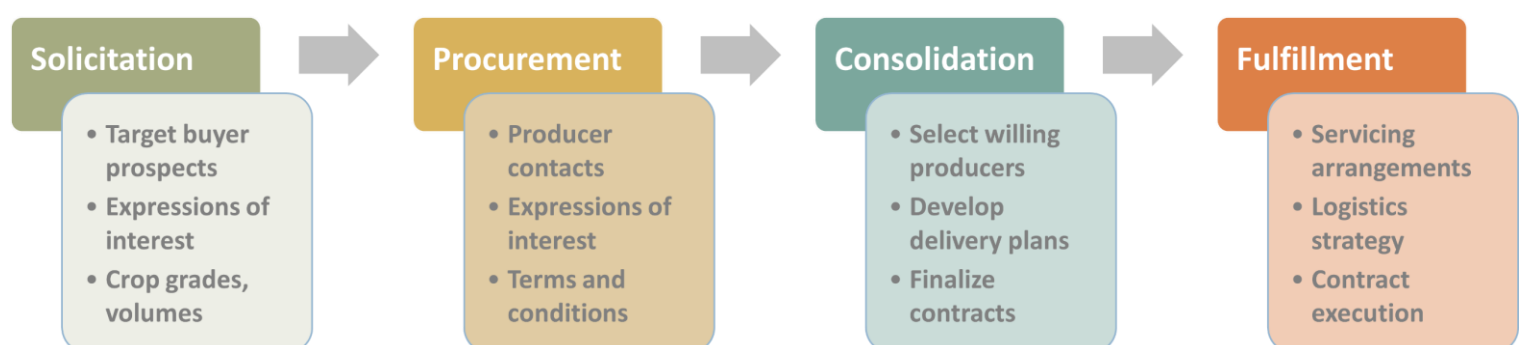 Solicitation
• Target buyer
prospects
• Expressions of
interest
• Crop grades,
volumes
Procurement
• Producer
contacts
• Expressions of
interest
• Terms and
conditions
Consolidation
• Select willing
producers
• Develop
delivery plans
• Finalize
contracts
Fulfillment
• Servicing
arrangements
• Logistics
strategy
• Contract
execution